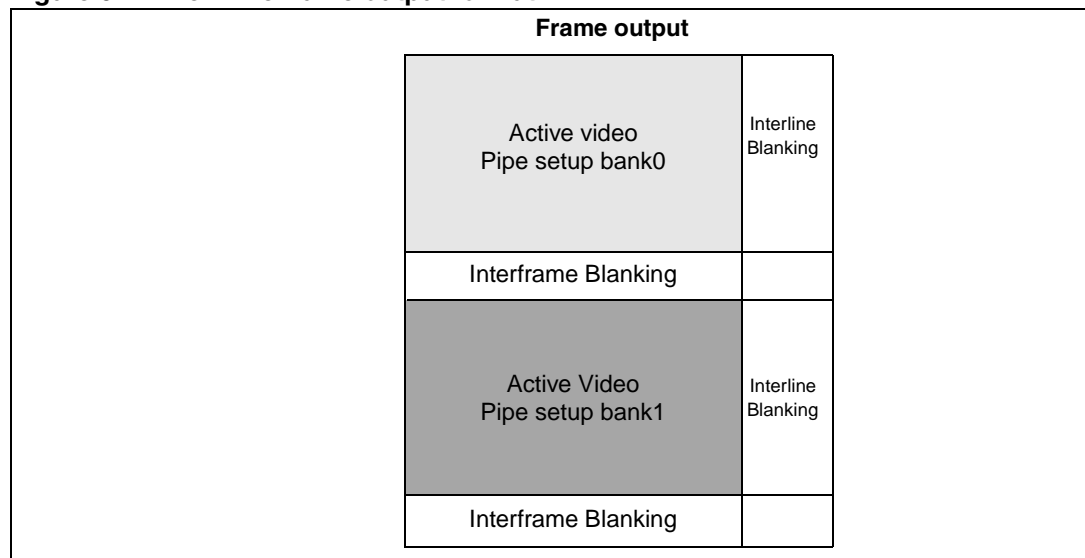 Frame output
Active video
Pipe setup bank0
Interline
Blanking
Interframe Blanking
Active Video
Pipe setup bank1
Interline
Blanking
Interframe Blanking